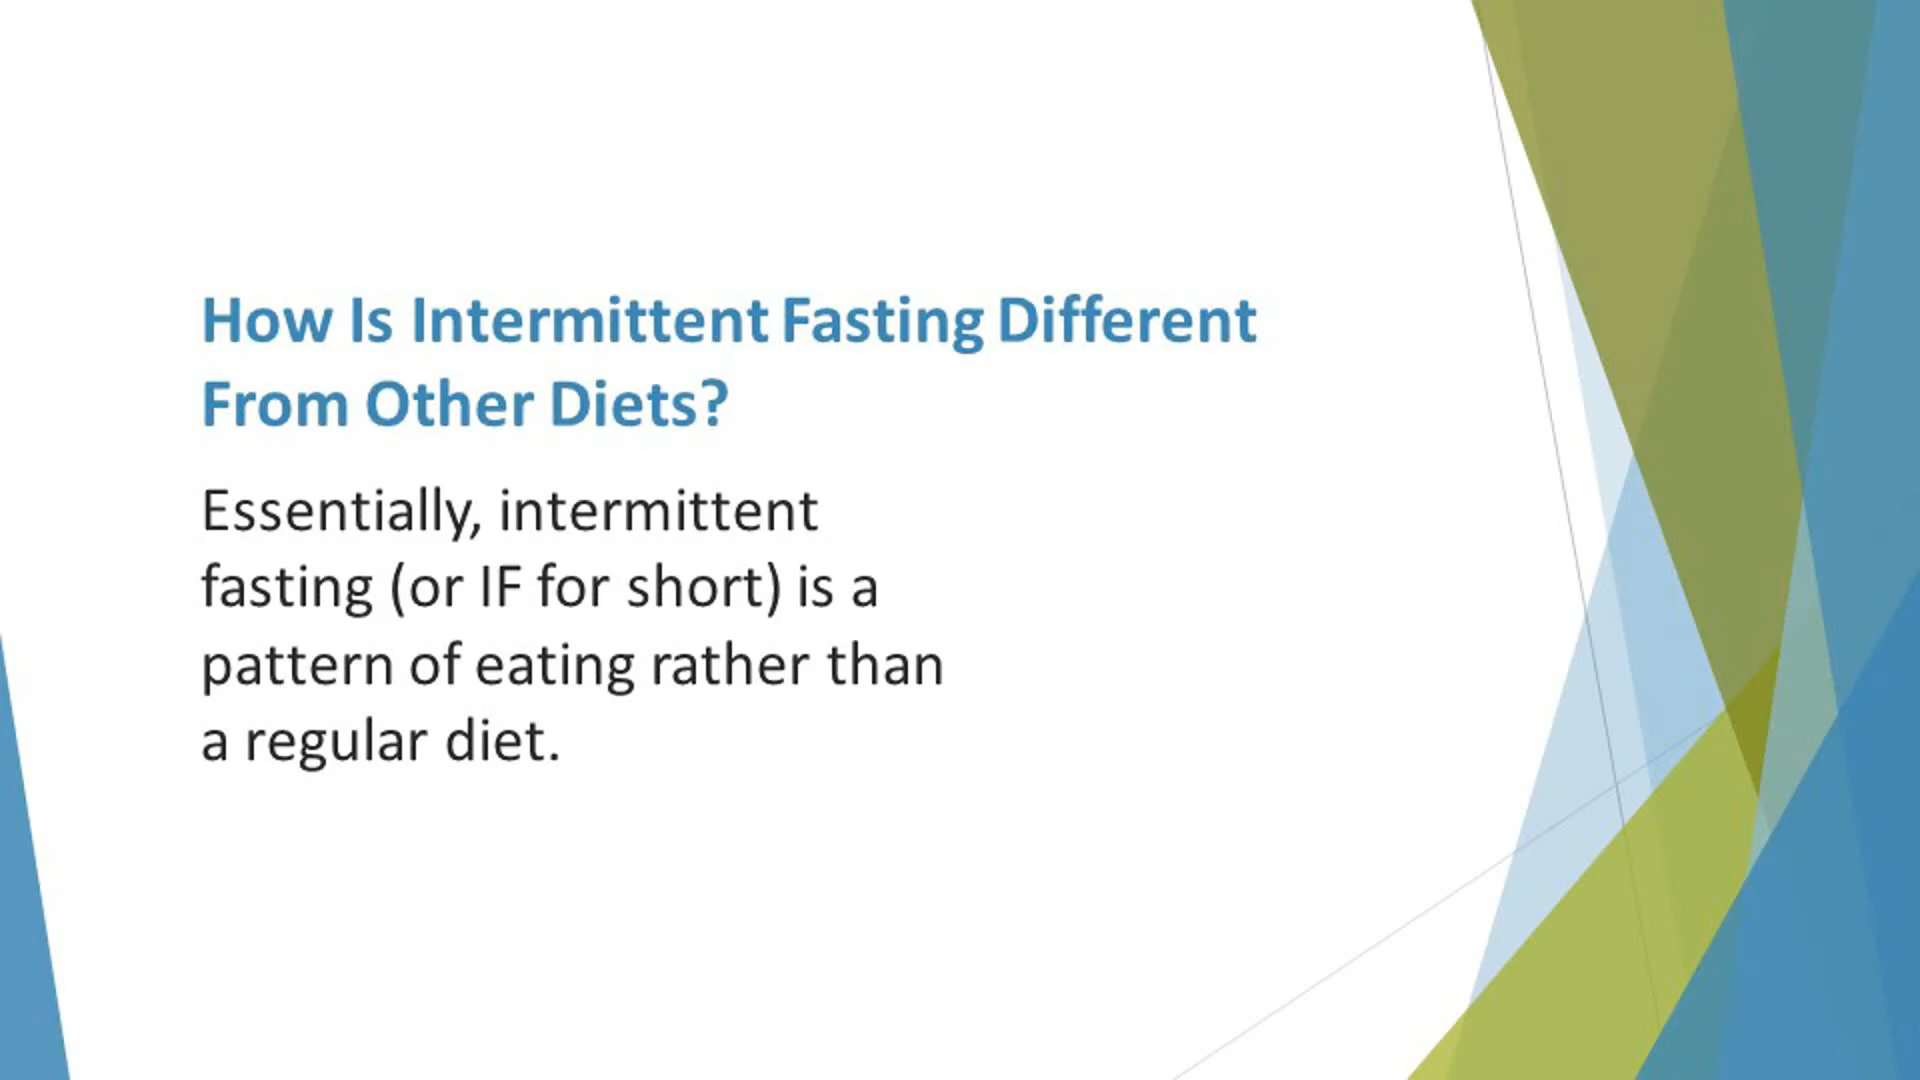 How Is Intermittent Fasting Different
From Other Diets?
Essentially, intermittent
fasting (or IF for short) is a
pattern of eating rather than
a regular diet.